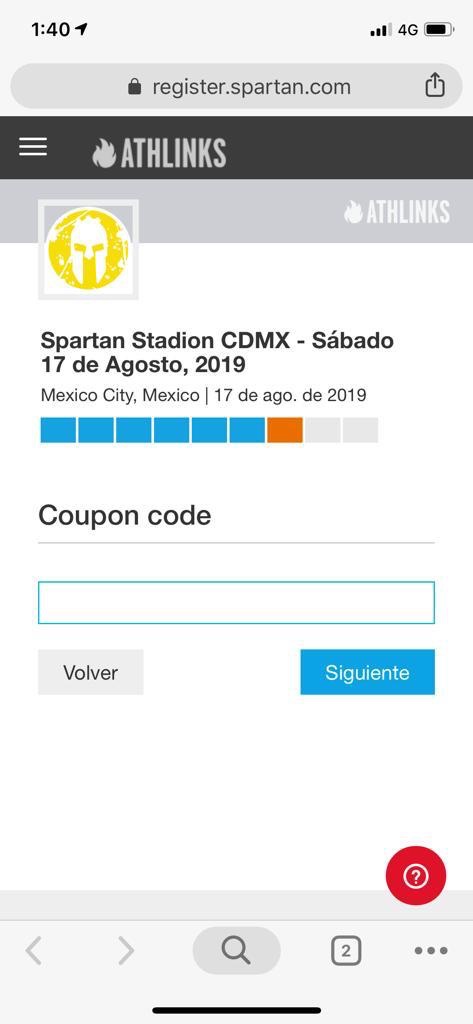 1:40
4G
register.spartan.com
ATHLINKS
ATHLINKS
Spartan Stadion CDMX - Sábado
17 de Agosto, 2019
Mexico City, Mexico | 17 de ago. de 2019
Coupon code
Volver
Siguiente
?
2